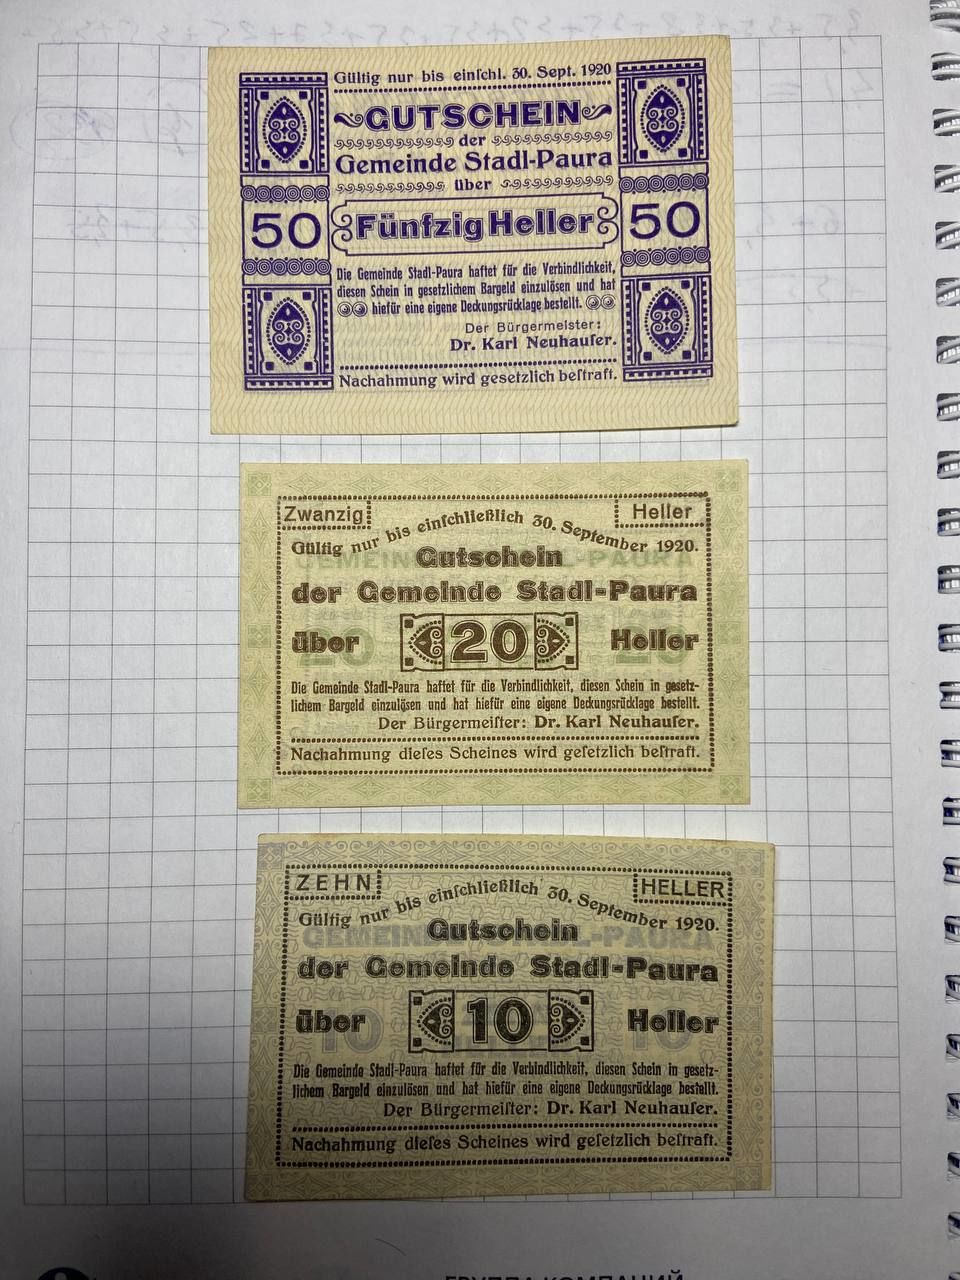 Gültig nur bis einſchl. 30. Sept. 1920
GUTSCHEIN
der
Gemeinde Stadl-Paura
über
50 Fünfzig Heller 50
Die Gemeinde Stadl-Paura haftet für die Verbindlichkeit,
diesen Schein in gesetzlichem Bargeld einzulösen und hat
hiefür eine eigene Deckungsrücklage bestellt.
Der Bürgermeister:
Dr. Karl Neuhauſer.
Nachahmung wird gesetzlich beſtraft.
Zwanzig Heller
Gültig nur bis einſchließlich 30. September 1920.
Gutschein
der Gemeinde Stadl-Paura
über 20 Heller
Die Gemeinde Stadl-Paura haftet für die Verbindlichkeit, diesen Schein in gesetz-
lichem Bargeld einzulösen und hat hiefür eine eigene Deckungsrücklage bestellt.
Der Bürgermeiſter: Dr. Karl Neuhauſer.
Nachahmung dieſes Scheines wird geſetzlich beſtraft.
ZEHN HELLER
Gültig nur bis einſchließlich 30. September 1920.
Gutschein
der Gemeinde Stadl-Paura
über 10 Heller
Die Gemeinde Stadl-Paura haftet für die Verbindlichkeit, diesen Schein in gesetz-
lichem Bargeld einzulösen und hat hiefür eine eigene Deckungsrücklage bestellt.
Der Bürgermeiſter: Dr. Karl Neuhauſer.
Nachahmung dieſes Scheines wird geſetzlich beſtraft.
ГРУППА КОМПАНИЙ